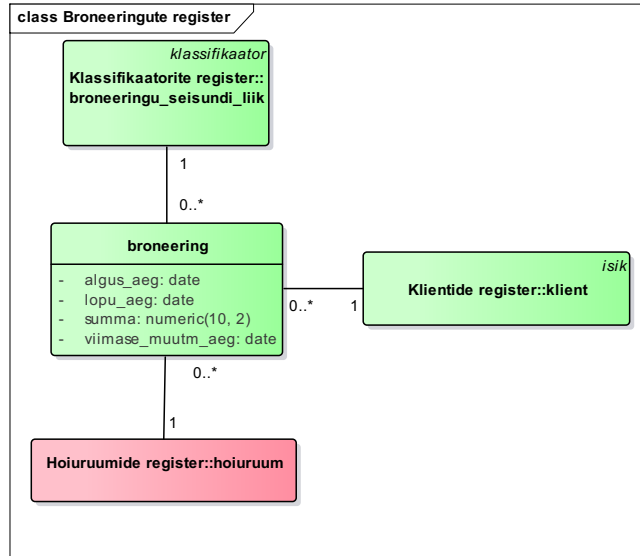 class Broneeringute register
klassifikaator
Klassifikaatorite register::
broneeringu_seisundi_liik
1
0..*
broneering
- algus_aeg: date
- lopu_aeg: date
- summa: numeric(10, 2)
- viimase_muutm_aeg: date
0..*
1
isik
Klientide register::klient
0..*
1
Hoiuruumide register::hoiuruum